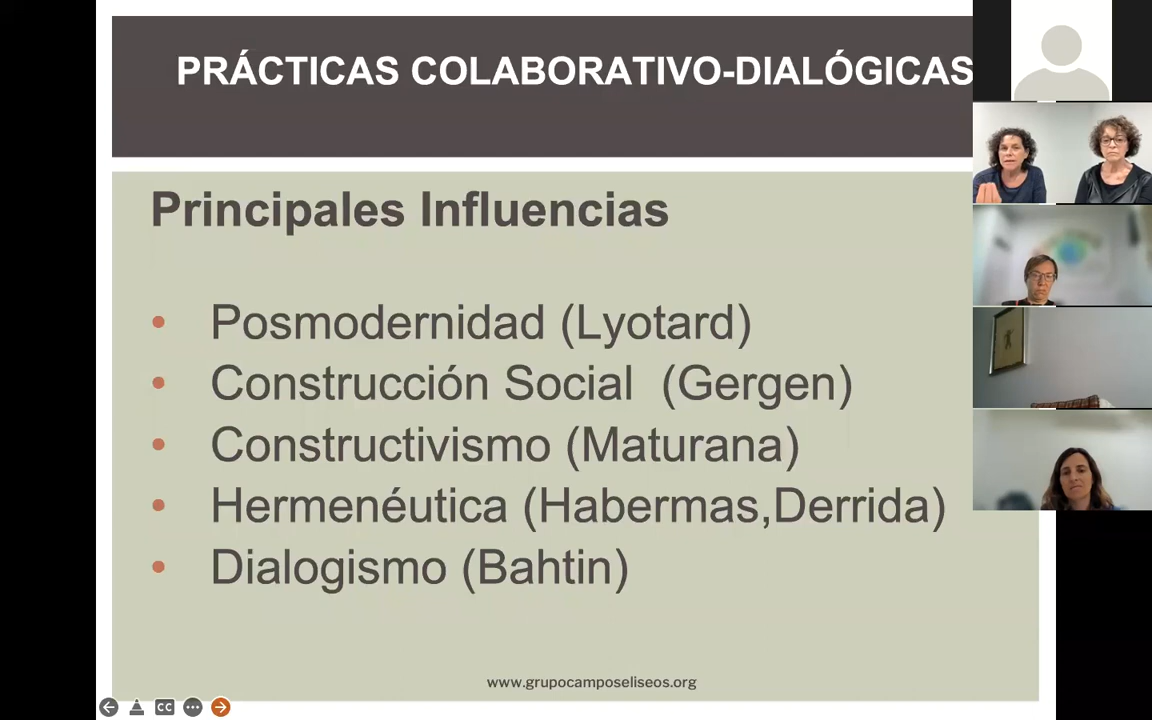 PRÁCTICAS COLABORATIVO-DIALÓGICAS
Principales Influencias
• Posmodernidad (Lyotard)
• Construcción Social (Gergen)
• Constructivismo (Maturana)
• Hermenéutica (Habermas,Derrida)
• Dialogismo (Bahtin)
www.grupocamposeliseos.org
CC